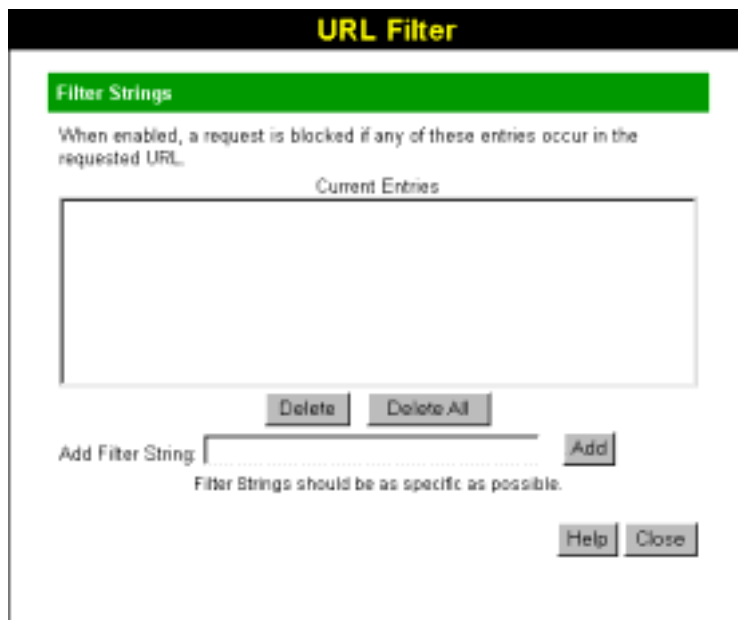 URL Filter
Filter Strings
When enabled, a request is blocked if any of these entries occur in the
requested URL.
Current Entries
Delete Delete All
Add Filter String: Add
Filter Strings should be as specific as possible.
Help Close